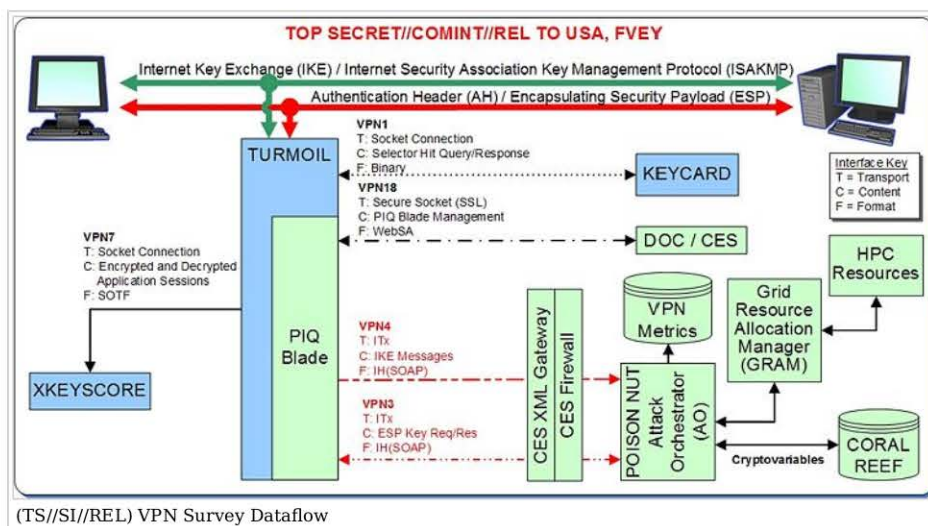 TOP SECRET//COMINT//REL TO USA, FVEY
Internet Key Exchange (IKE) / Internet Security Association Key Management Protocol (ISAKMP)
Authentication Header (AH) / Encapsulating Security Payload (ESP)
TURMOIL
VPN1
T: Socket Connection
C: Selector Hit Query/Response
F: Binary
KEYCARD
Interface Key
T = Transport
C = Content
F = Format
VPN18
T: Secure Socket (SSL)
C: PIQ Blade Management
F: WebSA
DOC / CES
VPN7
T: Socket Connection
C: Encrypted and Decrypted
Application Sessions
F: SOTF
XKEYSCORE
PIQ
Blade
VPN4
T: ITx
C: IKE Messages
F: IH(SOAP)
VPN3
T: ITx
C: ESP Key Req/Res
F: IH(SOAP)
CES XML Gateway
CES Firewall
VPN
Metrics
POISON NUT
Attack
Orchestrator
(AO)
Grid
Resource
Allocation
Manager
(GRAM)
HPC
Resources
Cryptovariables
CORAL
REEF
(TS//SI//REL) VPN Survey Dataflow